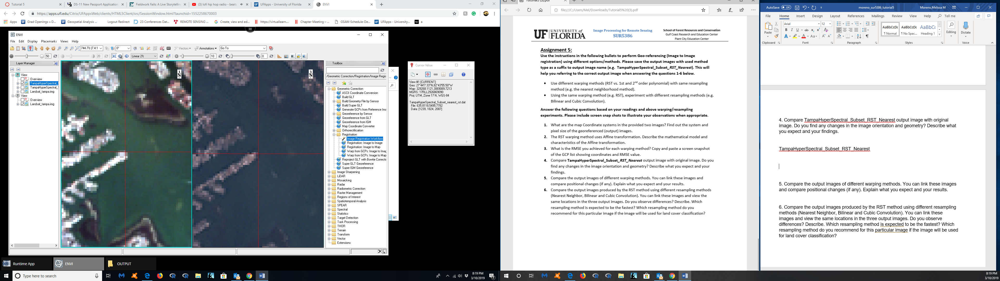 Tutorial 5
DS-11 New Passport Application
Fieldwork Fails: A Live Storytellin
(3) lofi hip hop radio - beats
UFApps - University of Florida
ENVI
https://apps.ufl.edu/Citrix/UFAppsWeb/clients/HTML5Client/src/SessionWindow.html?launchid=1552258670003
Apps
Grad Openings » D...
Geospatial Analysis ...
Logout Redirect
23 Conferences Dat...
REMOTE SENSING ...
Create, view and ed...
https://virtuallearn....
Chapter Meeting – ...
GSAW-Schedule-De...
UFApps - University...
a
ENVI
File Edit Display Placemarks Views Help
744.7% (7.4:1
0°
Vectors
Annotations
Go To
50
20
Linear 2%
10
0
Layer Manager
View
Overview
TampaHyperSpectral_S
TampaHyperSpectral_S
Landsat_tampa.img
View
Overview
Landsat_tampa.img
N
N
Toolbox
/Geometric Correction/Registration/Image Regis
Geometric Correction
ASCII Coordinate Conversion
Build GLT
Build Geometry File by Sensor
Build Super GLT
Generate GCPs from Reference Ima
Georeference by Sensor
Georeference from GLT
Georeference from IGM
Map Coordinate Converter
Orthorectification
Registration
Image Registration Workflow
Registration: Image to Image
Registration: Image to Map
Warp from GCPs: Image to Imag
Warp from GCPs: Image to Map
Reproject GLT with Bowtie Correcti
Super GLT Georeference
Super IGM Georeference
Image Sharpening
LiDAR
Mosaicking
Radar
Radiometric Correction
Raster Management
Regions of Interest
Spatiotemporal Analysis
SPEAR
Spectral
Statistics
Target Detection
Task Processing
THOR
Terrain
Transform
Vector
Extensions
Cursor Value
View #1 [CURRENT]
Geo: 27°44'7.33"N,82°43'55.50"W
Map: 329268.1121,3069089.7213
MGRS: 17RLL2926869090
Proj: UTM, Zone 17 N, WGS-84
TampaHyperSpectral_Subset_nearest_rst.dat
File: 635.8118,5495.7782
Data: [1239, 1824, 2087]
Runtime App
ENVI
OUTPUT
Type here to search
8:19 PM
3/10/2019
7
Tutorial5 (3).pdf
file:///C:/Users/Mel/Downloads/Tutorial5%20(3).pdf
UF UNIVERSITY of
FLORIDA
Image Processing for Remote Sensing
SUR5386
School of Forest Resources and Conservation
Gulf Coast Research and Education Center
Plant City Education Center
Assignment 5:
Use the instructions in the following bullets to perform Geo-referencing (Image to Image
registration) using different options/methods. Please save the output images with used method
type as a suffix to output image name (e.g. TampaHyperSpectral_Subset_RST_Nearest). This will
help you referring to the correct output image when answering the questions 1-6 below.
• Use different warping methods (RST vs. 1st and 2nd order polynomial) with same resampling
method (e.g. the nearest neighborhood method).
• Using the same warping method (e.g. RST), experiment with different resampling methods (e.g.
Bilinear and Cubic Convolution).
Answer the following questions based on your readings and above warping/resampling
experiments. Please include screen snap shots to illustrate your observations when appropriate.
1. What are the map Coordinate systems in the provided two images? Find out the system and
pixel size of the georeferenced (output) images.
2. The RST warping method uses Affine transformation. Describe the mathematical model and
characteristics of the Affine transformation.
3. What is the RMSE you achieved for each warping method? Copy and paste a screen snapshot
of the GCP list showing coordinates and RMSE value.
4. Compare TampaHyperSpectral_Subset_RST_Nearest output image with original image. Do you
find any changes in the image orientation and geometry? Describe what you expect and your
findings.
5. Compare the output images of different warping methods. You can link these images and
compare positional changes (if any). Explain what you expect and your results.
6. Compare the output images produced by the RST method using different resampling methods
(Nearest Neighbor, Bilinear and Cubic Convolution). You can link these images and view the
same locations in the three output images. Do you observe differences? Describe. Which
resampling method is expected to be the fastest? Which resampling method do you
recommend for this particular image if the image will be used for land cover classification?
AutoSave Off
moreno_sur5386_tutorial5
Moreno,Melissa M
File Home Insert Design Layout References Mailings Review View Help Tell me
Paste
Arial
12
B I U ab x₂ x²
A Aa A A
AaBbCcDc AaBbCcDc AaBbC
¶ Normal ¶ No Spac... Heading 1
Editing
Dictate
Clipboard
Font
Paragraph
Styles
Voice
4. Compare TampaHyperSpectral_Subset_RST_Nearest output image with original
image. Do you find any changes in the image orientation and geometry? Describe what
you expect and your findings.
TampaHyperSpectral_Subset_RST_Nearest
5. Compare the output images of different warping methods. You can link these images
and compare positional changes (if any). Explain what you expect and your results.
6. Compare the output images produced by the RST method using different resampling
methods (Nearest Neighbor, Bilinear and Cubic Convolution). You can link these
images and view the same locations in the three output images. Do you observe
differences? Describe. Which resampling method is expected to be the fastest? Which
resampling method do you recommend for this particular image if the image will be used
for land cover classification?
8:19 PM
3/10/2019